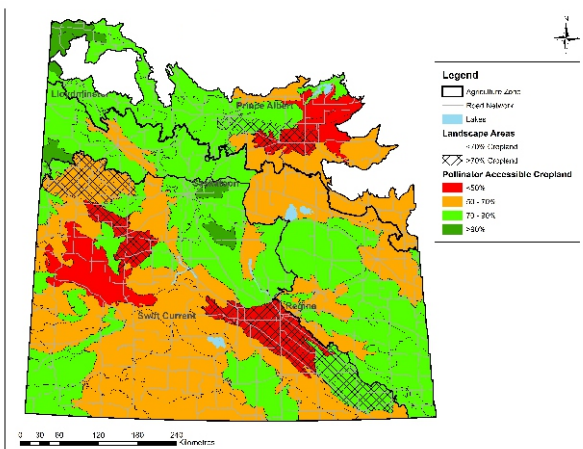 N
Lloydminster
Prince Albert
Saskatoon
Regina
Swift Current
Legend
Agriculture Zone
Road Network
Lakes
Landscape Areas
<70% Cropland
>70% Cropland
Pollinator Accessible Cropland
<50%
50 - 70%
70 - 90%
>90%
0 30 60 120 180 240
Kilometres